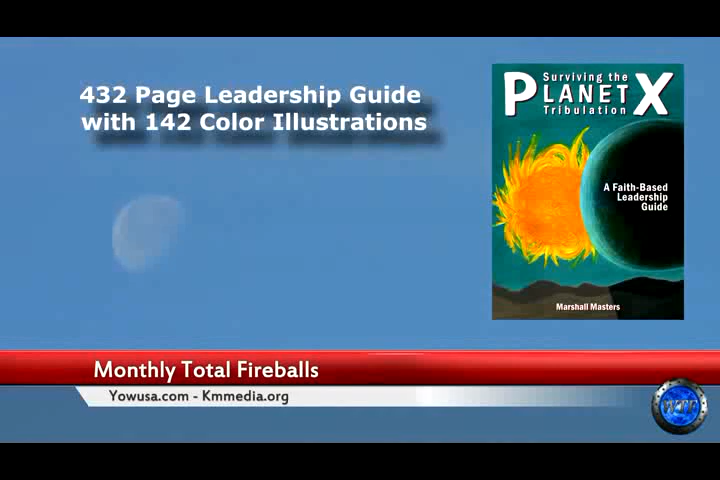 432 Page Leadership Guide
with 142 Color Illustrations
Surviving the
PLANET X
Tribulation
A Faith-Based
Leadership
Guide
Marshall Masters
Monthly Total Fireballs
Yowusa.com - Kmmedia.org
WTF